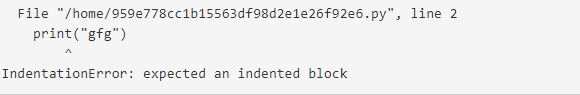 File "/home/959e778cc1b15563df98d2e1e26f92e6.py", line 2
print("gfg")
^
IndentationError: expected an indented block